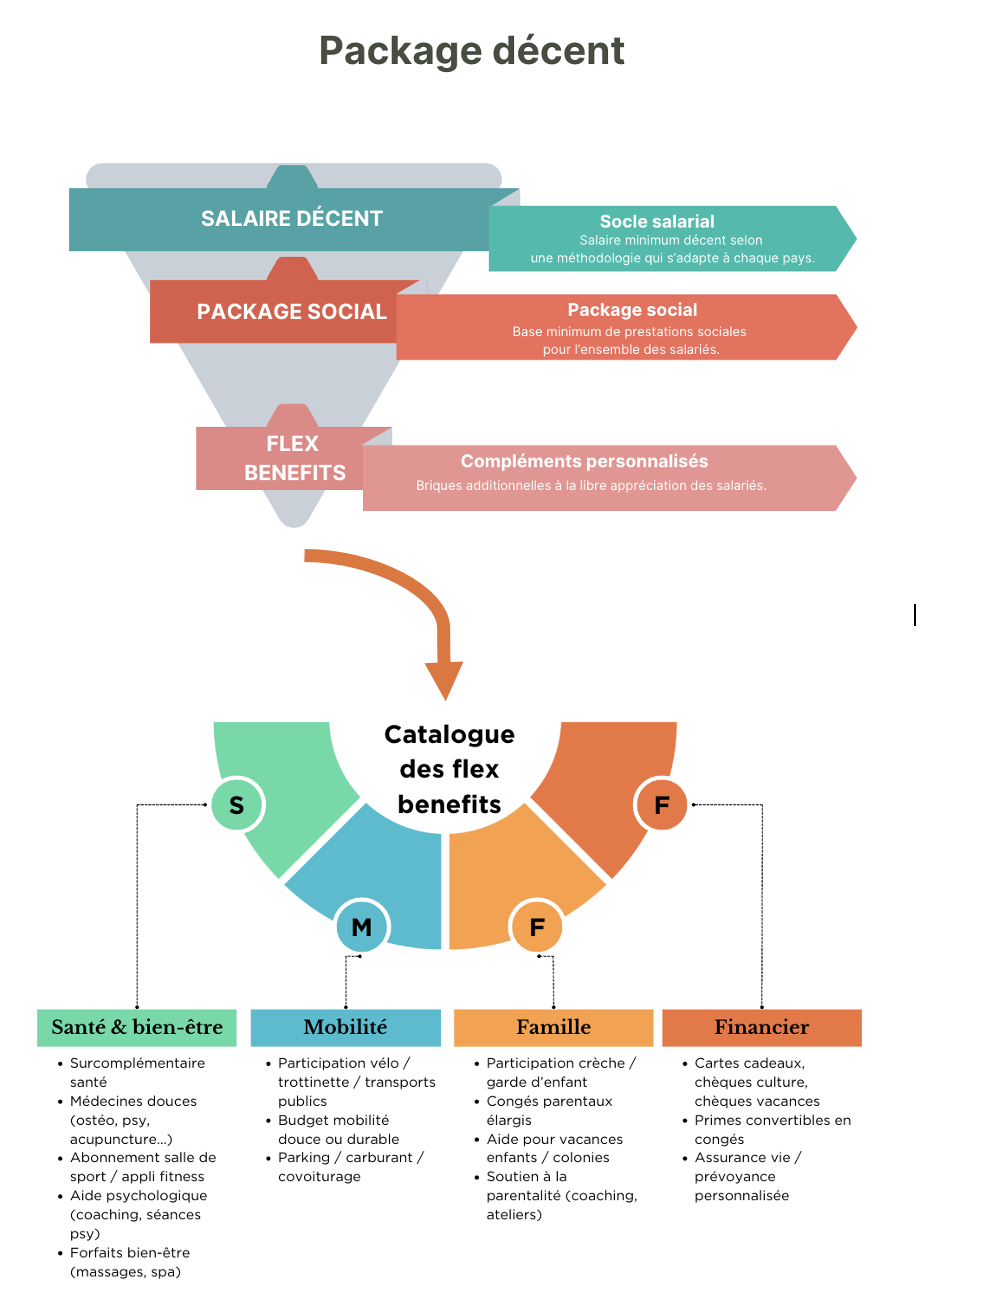 Package décent
SALAIRE DÉCENT
Socle salarial
Salaire minimum décent selon
une méthodologie qui s'adapte à chaque pays.
PACKAGE SOCIAL
Package social
Base minimum de prestations sociales
pour l'ensemble des salariés.
FLEX
BENEFITS
Compléments personnalisés
Briques additionnelles à la libre appréciation des salariés.
Catalogue
des flex
benefits
S
M
F
F
Santé & bien-être
• Surcomplémentaire
santé
• Médecines douces
(ostéo, psy,
acupuncture…)
• Abonnement salle de
sport / appli fitness
• Aide psychologique
(coaching, séances
psy)
• Forfaits bien-être
(massages, spa)
Mobilité
• Participation vélo /
trottinette / transports
publics
• Budget mobilité
douce ou durable
• Parking / carburant /
covoiturage
Famille
• Participation crèche /
garde d'enfant
• Congés parentaux
élargis
• Aide pour vacances
enfants / colonies
• Soutien à la
parentalité (coaching,
ateliers)
Financier
• Cartes cadeaux,
chèques culture,
chèques vacances
• Primes convertibles en
congés
• Assurance vie /
prévoyance
personnalisée